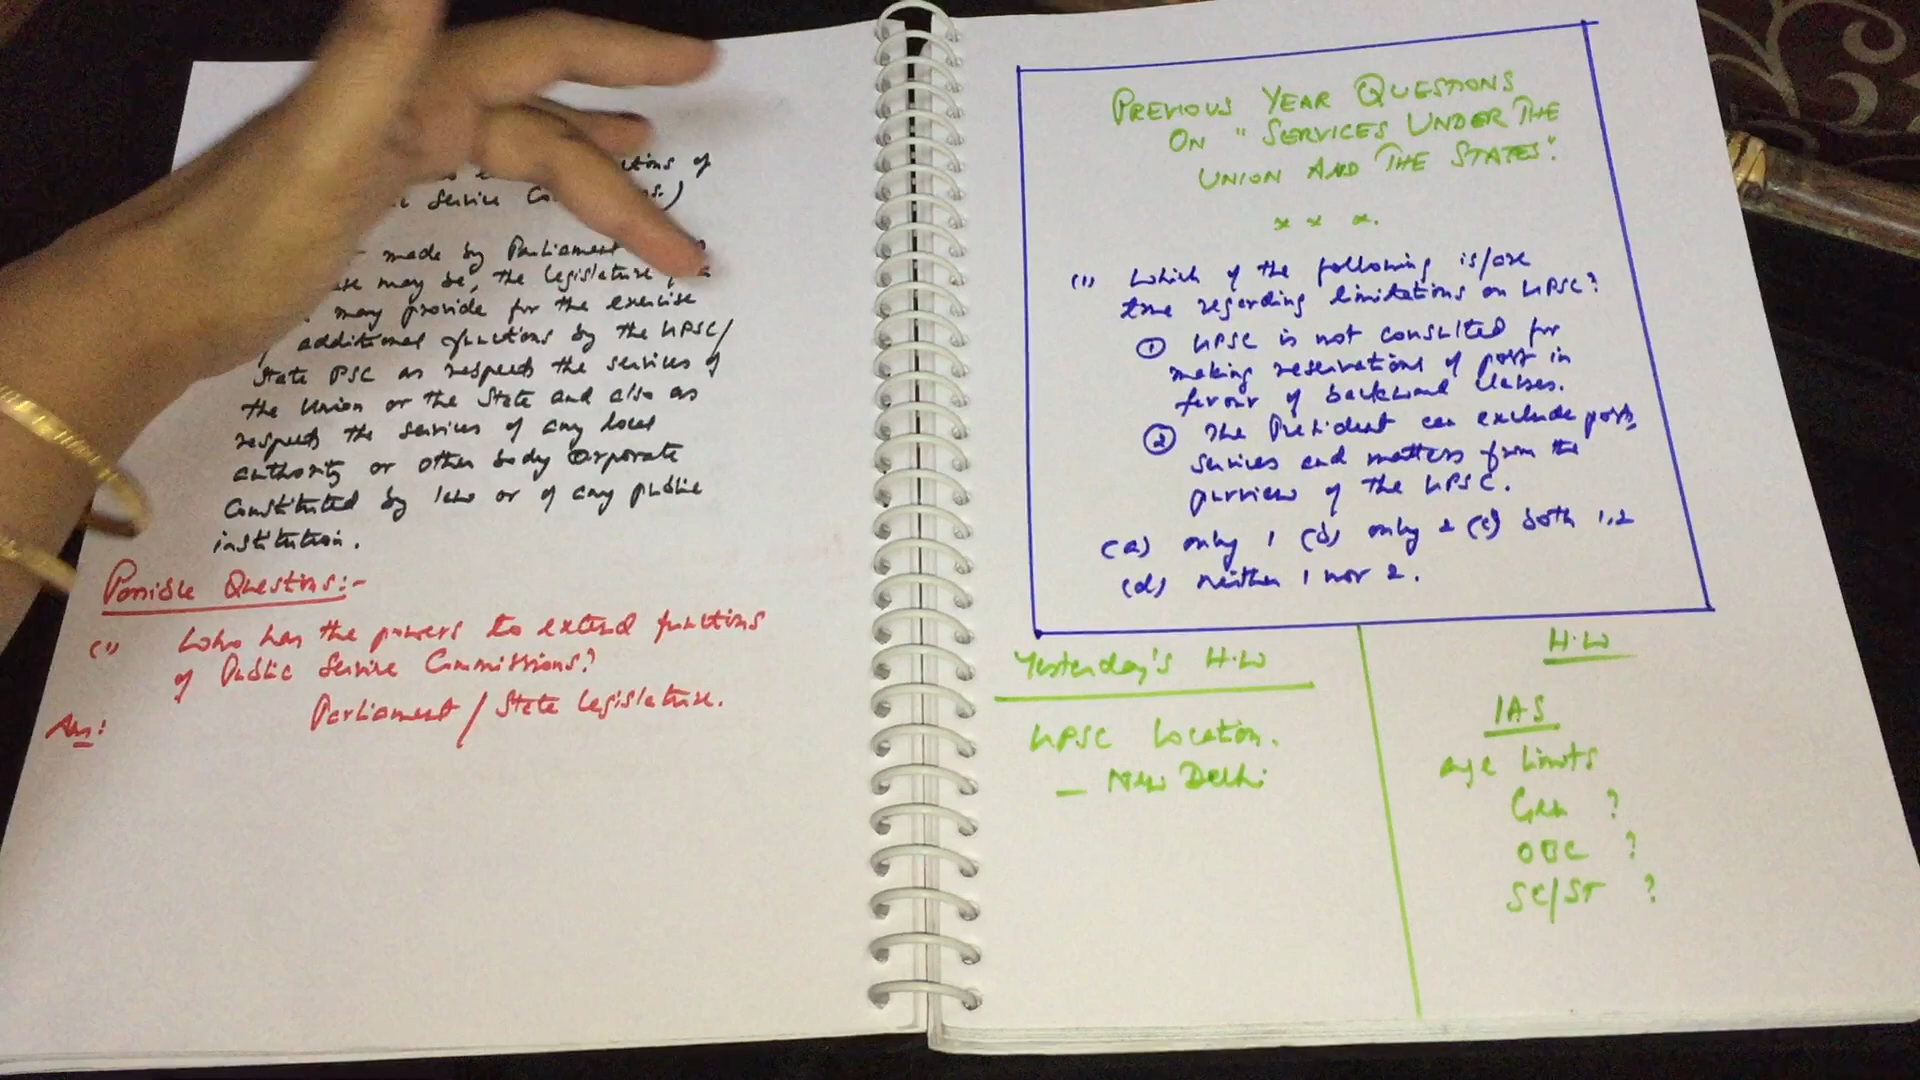 of
Service
made by Parliament
may be, the legislature
may provide for the exercise
additional functions by the UPSC/
State PSC as respects the services of
the Union or the State and also as
respects the services of any local
authority or other body corporate
constituted by law or of any public
institution.
Possible Questions:-
(1) Who has the powers to extend functions
of Public Service Commissions?
Ans: Parliament / State legislature.
PREVIOUS YEAR QUESTIONS
ON "SERVICES UNDER THE
UNION AND THE STATES".
x x x.
(1) Which of the following is/are
true regarding limitations on UPSC?
① UPSC is not consulted for
making reservations of post in
favour of backward classes.
② The President can exclude posts,
services and matters from the
purview of the UPSC.
(a) only 1 (b) only 2 (c) both 1,2
(d) neither 1 nor 2.
Yesterday's H.W
UPSC Location.
– New Delhi
H.W
IAS
age limits
Gen ?
OBC ?
SC/ST ?